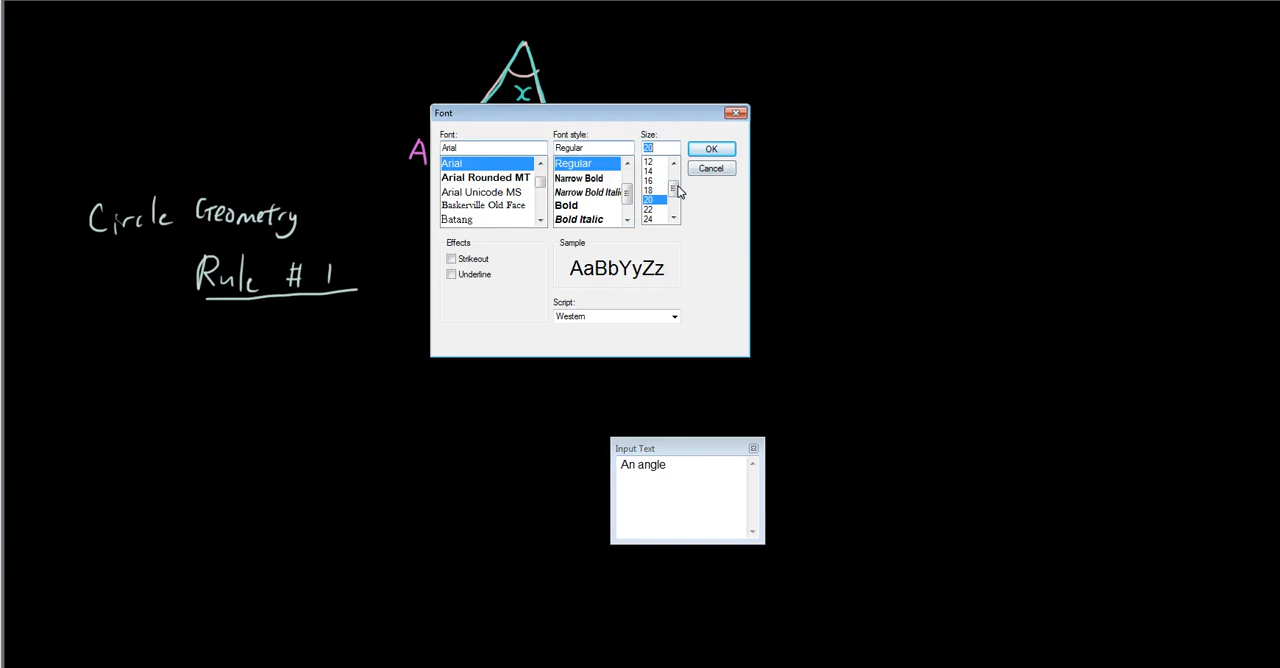 x
Font
Font:
Font style:
Size:
Arial
Regular
20
OK
Cancel
Arial
Arial Rounded MT
Arial Unicode MS
Baskerville Old Face
Batang
Regular
Narrow Bold
Narrow Bold Itali
Bold
Bold Italic
12
14
16
18
20
22
24
A
Circle Geometry
Rule # 1
Effects
Strikeout
Underline
Sample
AaBbYyZz
Script:
Western
Input Text
An angle